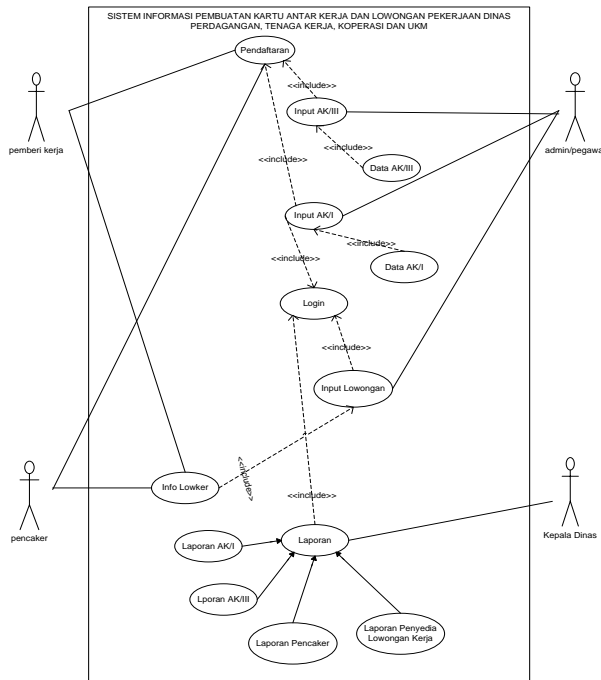 SISTEM INFORMASI PEMBUATAN KARTU ANTAR KERJA DAN LOWONGAN PEKERJAAN DINAS
PERDAGANGAN, TENAGA KERJA, KOPERASI DAN UKM
Pendaftaran
<<include>>
Input AK/III
pemberi kerja
admin/pegawa
<<include>>
<<include>>
Data AK/III
Input AK/I
<<include>>
<<include>>
Data AK/I
Login
<<include>>
Input Lowongan
<<include>>
Info Lowker
<<include>>
pencaker
Kepala Dinas
Laporan AK/I
Laporan
Lporan AK/III
Laporan Pencaker
Laporan Penyedia
Lowongan Kerja